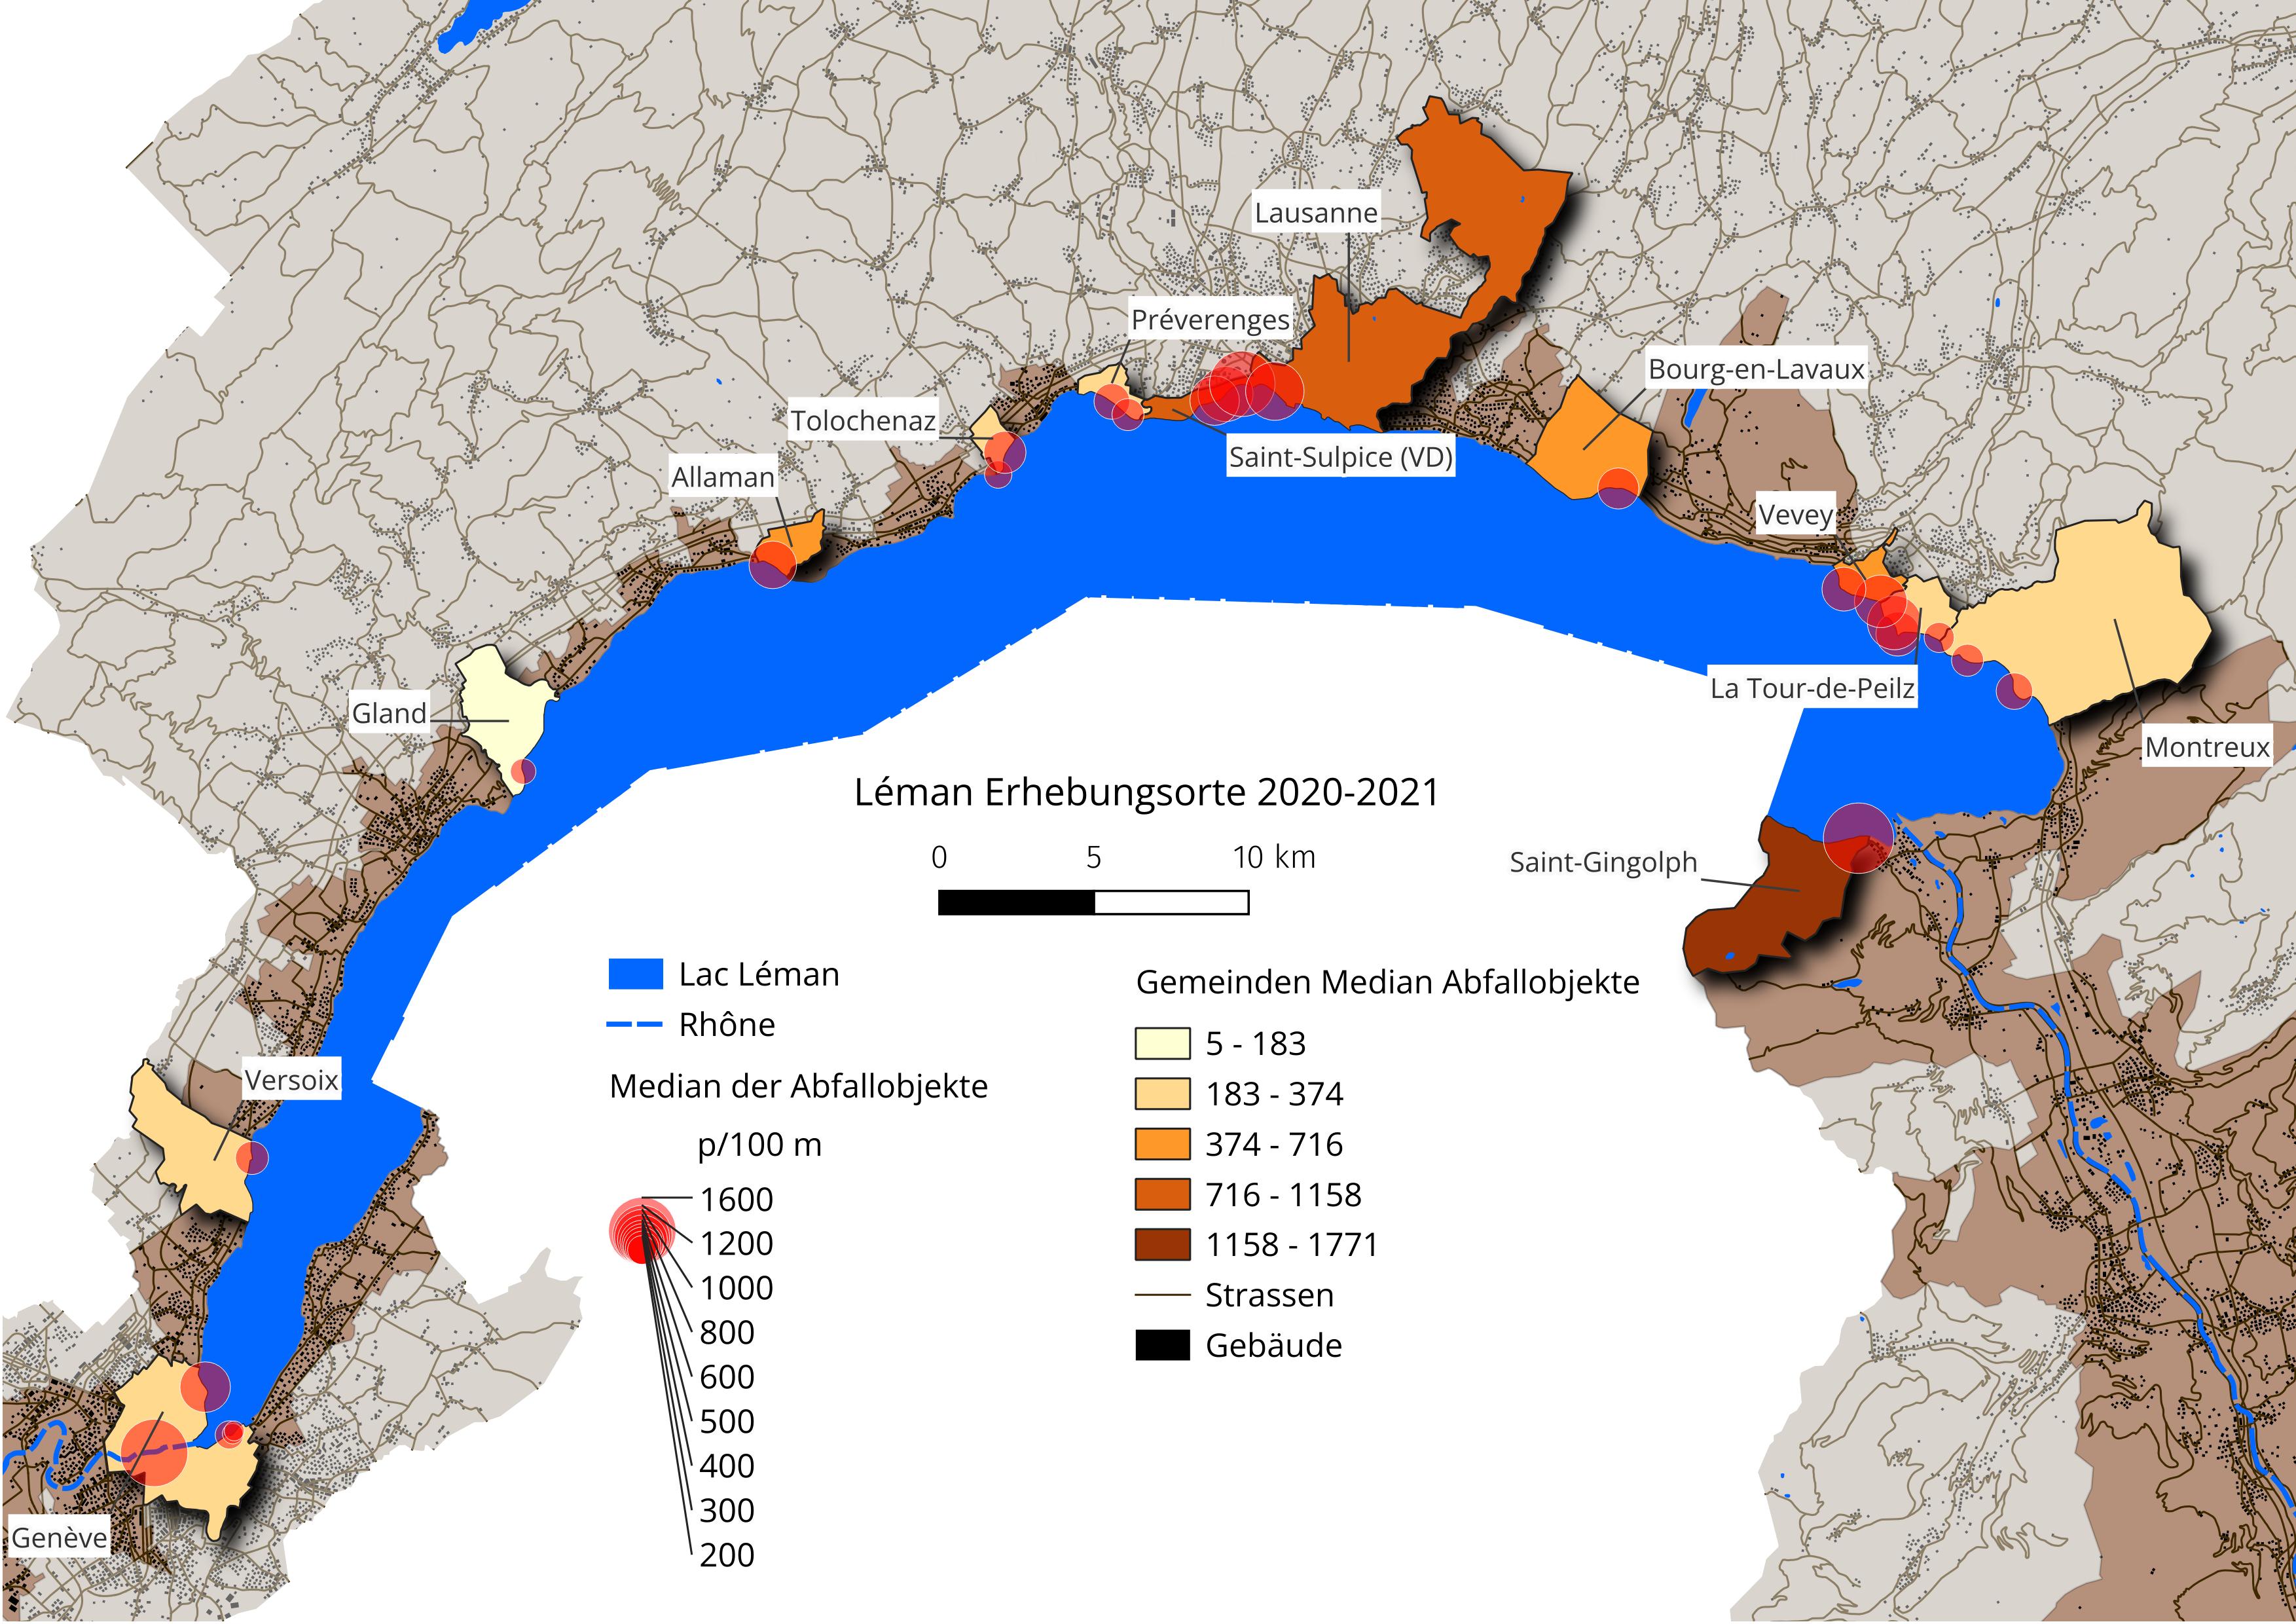 Lausanne
Préverenges
Bourg-en-Lavaux
Tolochenaz
Saint-Sulpice (VD)
Allaman
Vevey
La Tour-de-Peilz
Gland
Montreux
Léman Erhebungsorte 2020-2021
0 5 10 km
Saint-Gingolph
Lac Léman
Rhône
Versoix
Median der Abfallobjekte
p/100 m
1600
1200
1000
800
600
500
400
300
200
Gemeinden Median Abfallobjekte
5 - 183
183 - 374
374 - 716
716 - 1158
1158 - 1771
Strassen
Gebäude
Genève